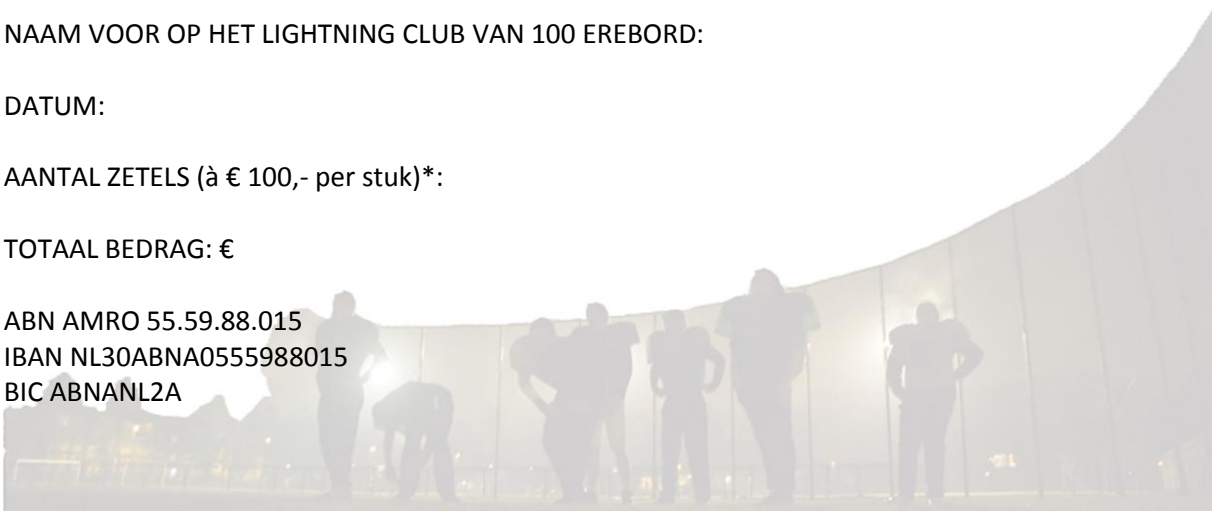 NAAM VOOR OP HET LIGHTNING CLUB VAN 100 EREBORD:
DATUM:
AANTAL ZETELS (à € 100,- per stuk)*:
TOTAAL BEDRAG: €
ABN AMRO 55.59.88.015
IBAN NL30ABNA0555988015
BIC ABNANL2A